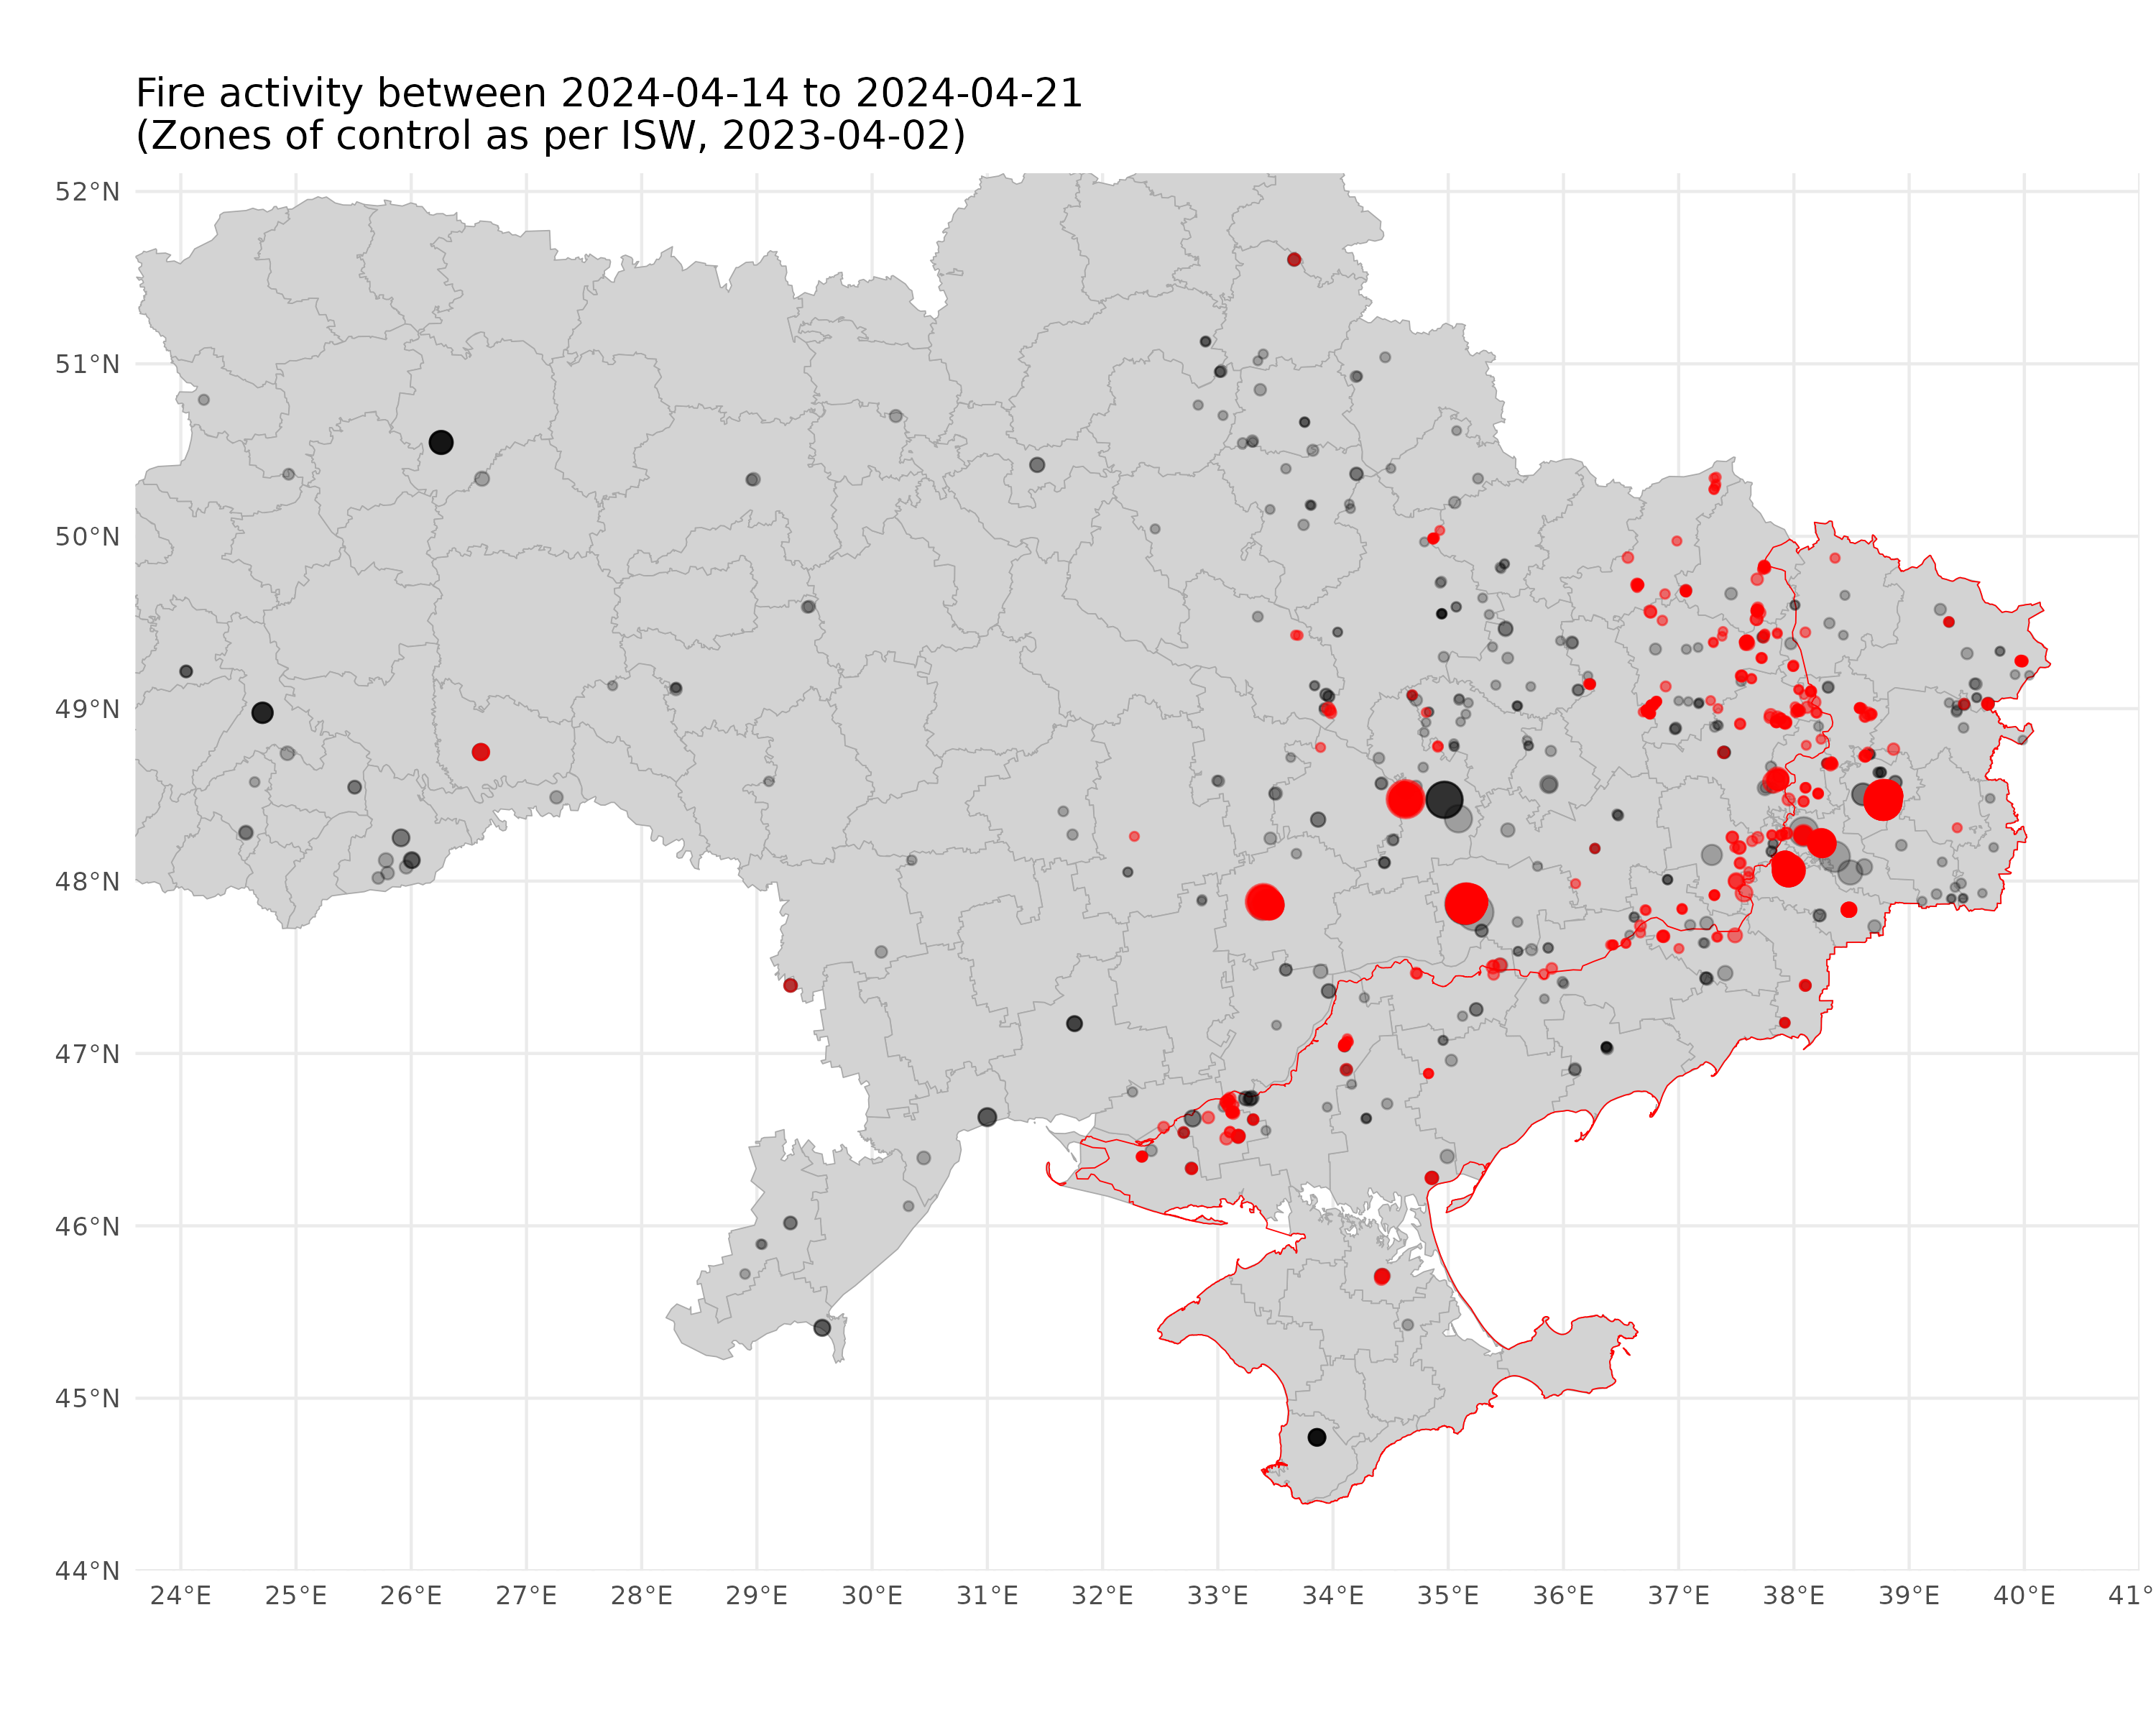 Fire activity between 2024-04-14 to 2024-04-21
(Zones of control as per ISW, 2023-04-02)
52°N
51°N
50°N
49°N
48°N
47°N
46°N
45°N
44°N
24°E 25°E 26°E 27°E 28°E 29°E 30°E 31°E 32°E 33°E 34°E 35°E 36°E 37°E 38°E 39°E 40°E 41°